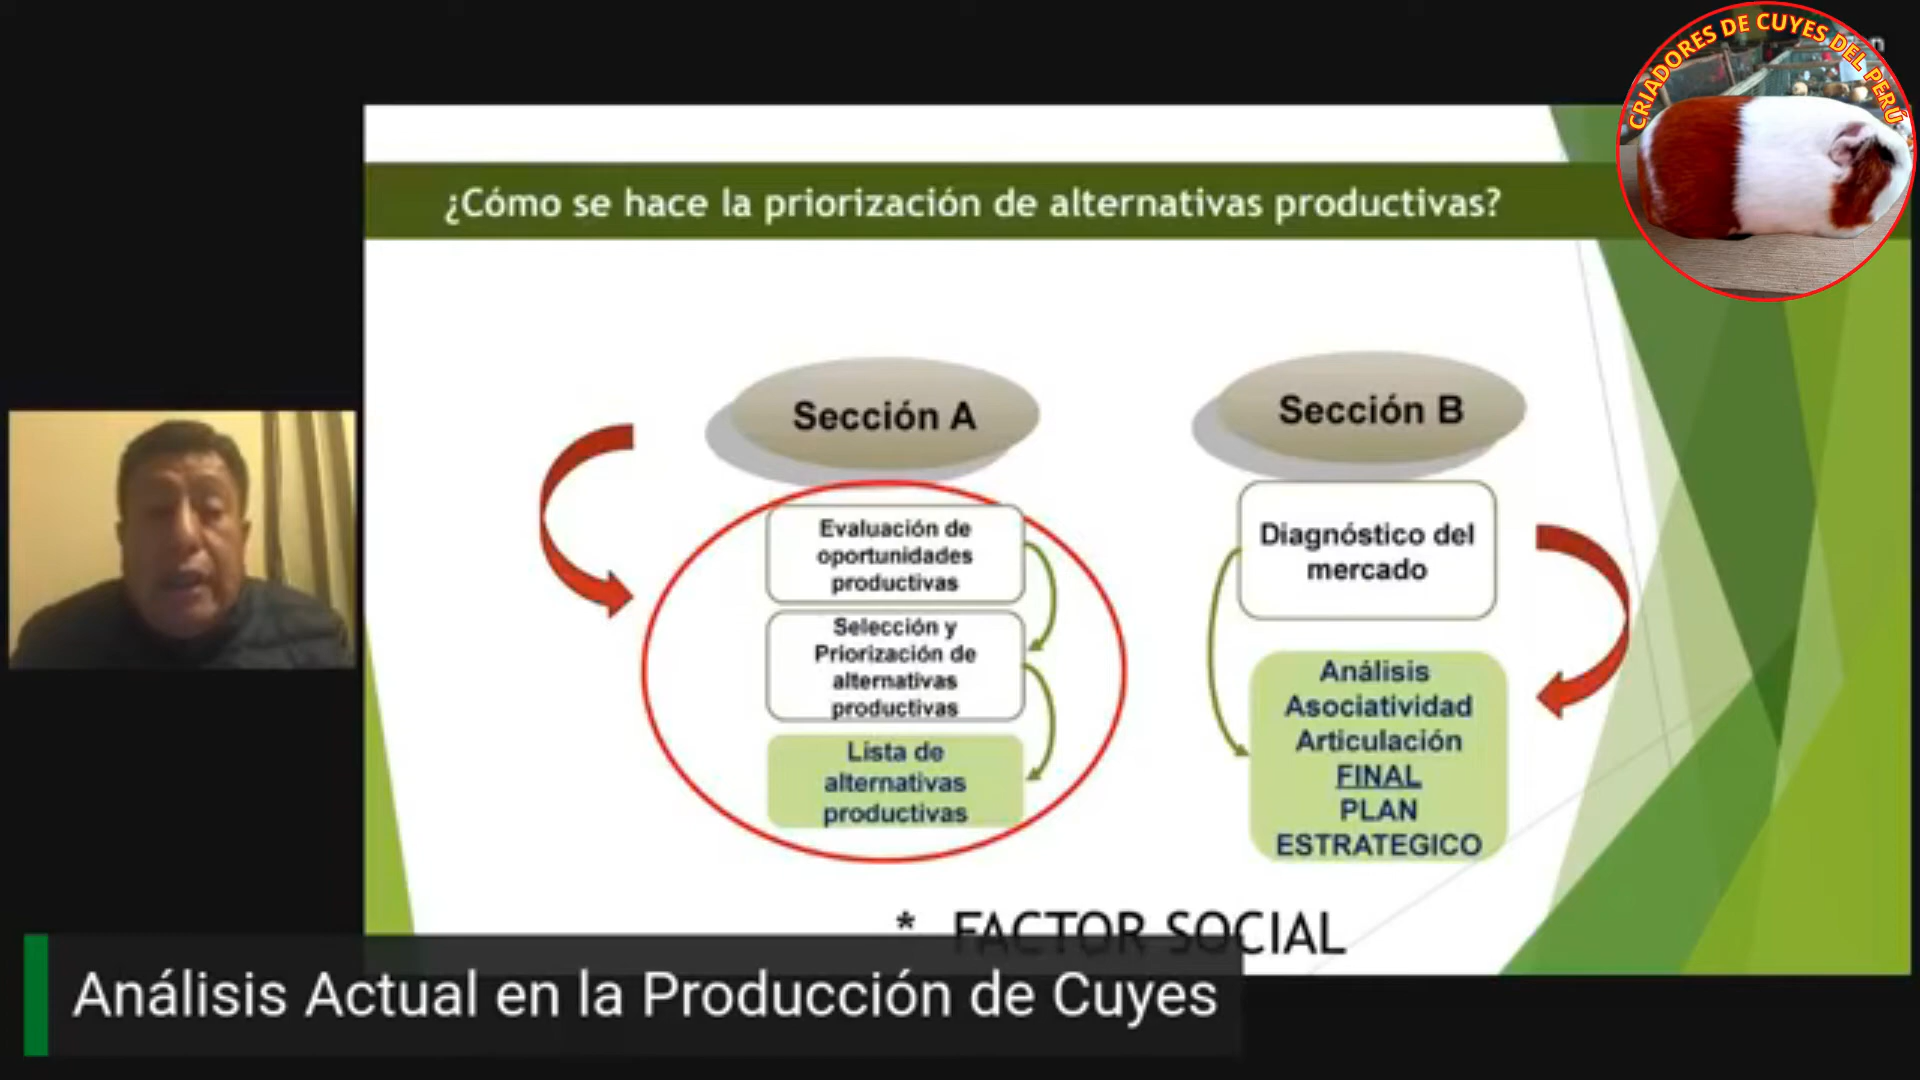 CRIADORES DE CUYES DEL PERÚ
¿Cómo se hace la priorización de alternativas productivas?
Sección A
Evaluación de
oportunidades
productivas
Selección y
Priorización de
alternativas
productivas
Lista de
alternativas
productivas
Sección B
Diagnóstico del
mercado
Análisis
Asociatividad
Articulación
FINAL
PLAN
ESTRATEGICO
* FACTOR SOCIAL
Análisis Actual en la Producción de Cuyes